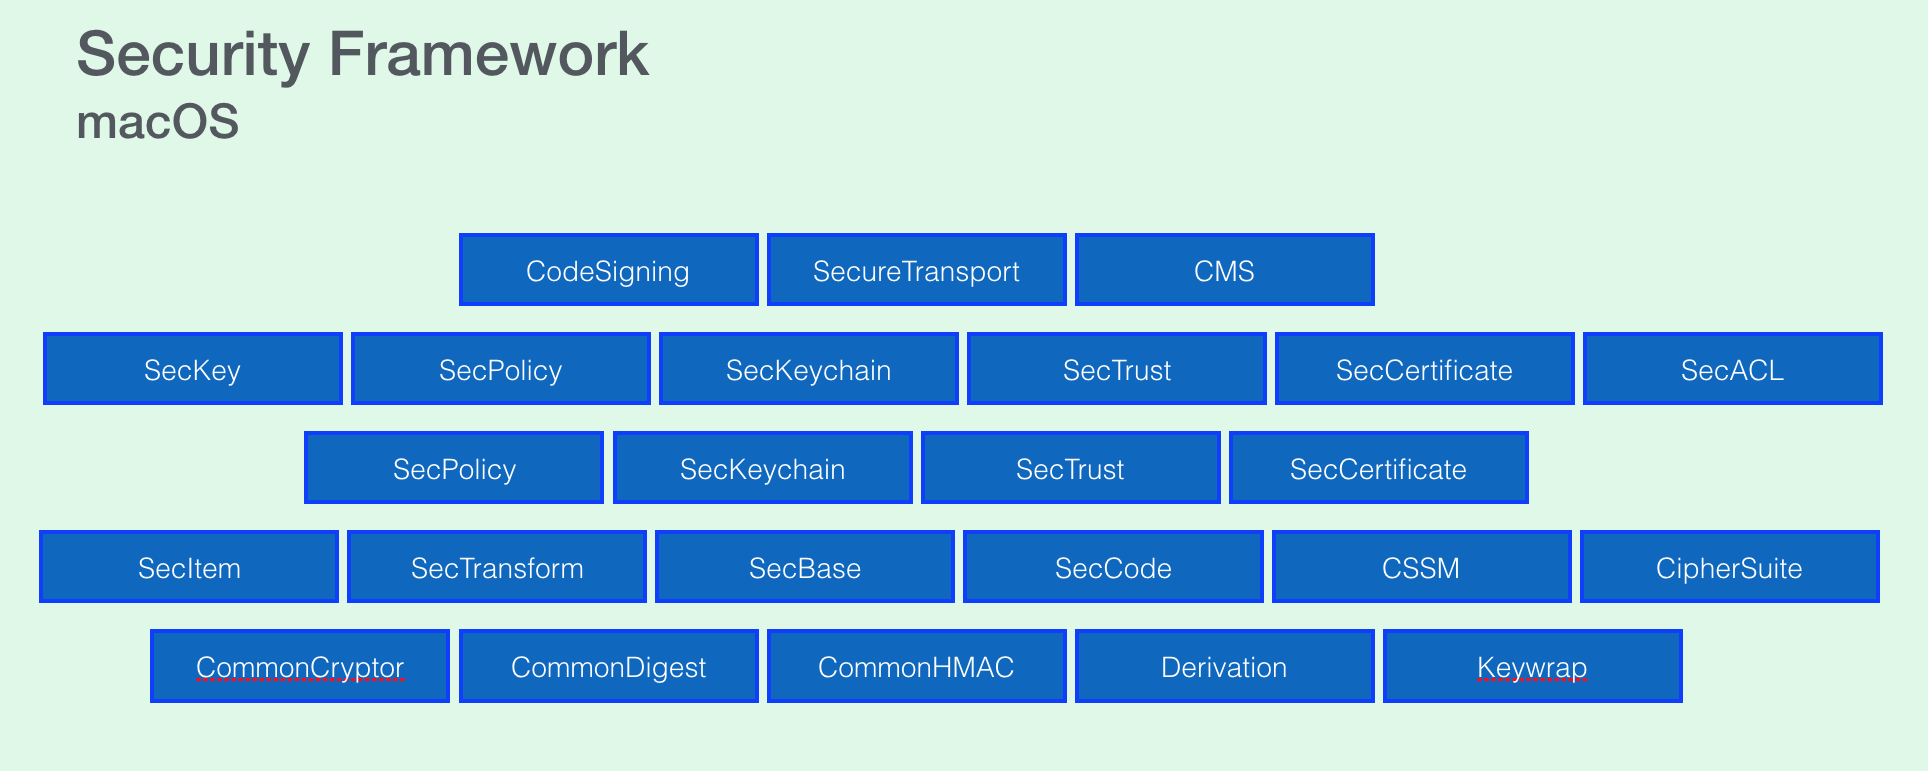 Security Framework
macOS
CodeSigning SecureTransport CMS
SecKey SecPolicy SecKeychain SecTrust SecCertificate SecACL
SecPolicy SecKeychain SecTrust SecCertificate
SecItem SecTransform SecBase SecCode CSSM CipherSuite
CommonCryptor CommonDigest CommonHMAC Derivation Keywrap